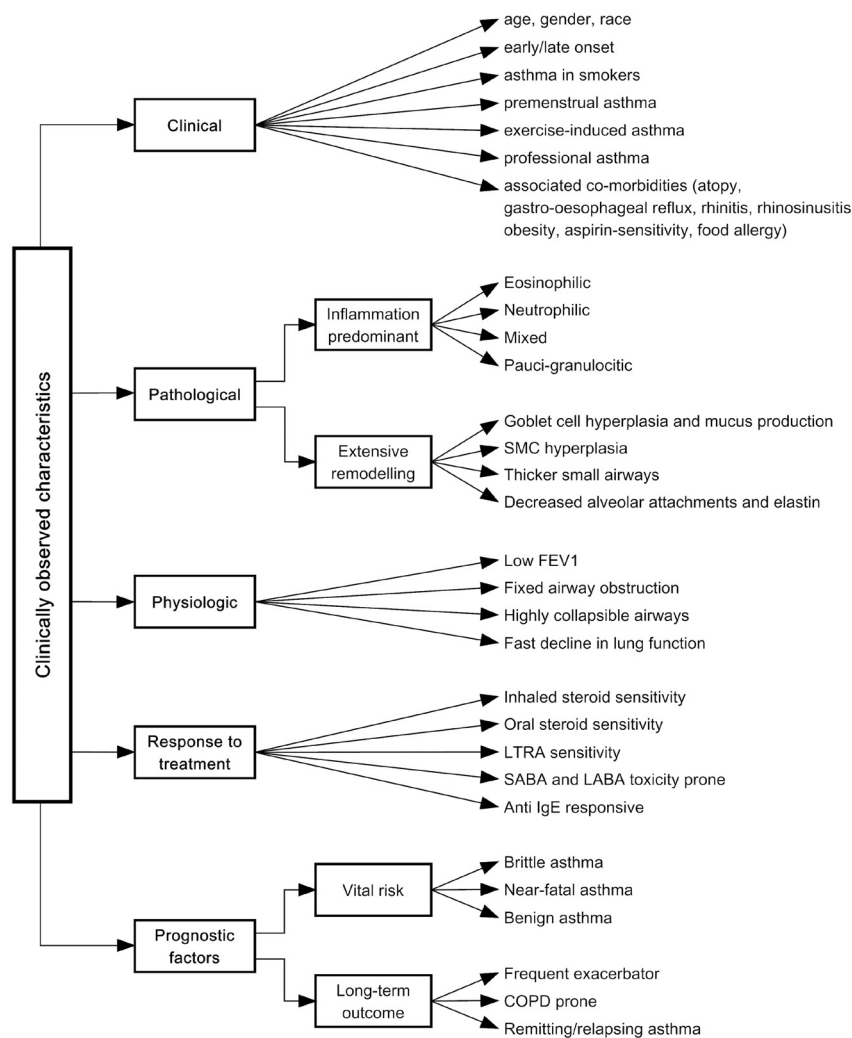 Clinically observed characteristics
Clinical
age, gender, race
early/late onset
asthma in smokers
premenstrual asthma
exercise-induced asthma
professional asthma
associated co-morbidities (atopy,
gastro-oesophageal reflux, rhinitis, rhinosinusitis
obesity, aspirin-sensitivity, food allergy)
Pathological
Inflammation
predominant
Eosinophilic
Neutrophilic
Mixed
Pauci-granulocitic
Extensive
remodelling
Goblet cell hyperplasia and mucus production
SMC hyperplasia
Thicker small airways
Decreased alveolar attachments and elastin
Physiologic
Low FEV1
Fixed airway obstruction
Highly collapsible airways
Fast decline in lung function
Response to
treatment
Inhaled steroid sensitivity
Oral steroid sensitivity
LTRA sensitivity
SABA and LABA toxicity prone
Anti IgE responsive
Prognostic
factors
Vital risk
Brittle asthma
Near-fatal asthma
Benign asthma
Long-term
outcome
Frequent exacerbator
COPD prone
Remitting/relapsing asthma